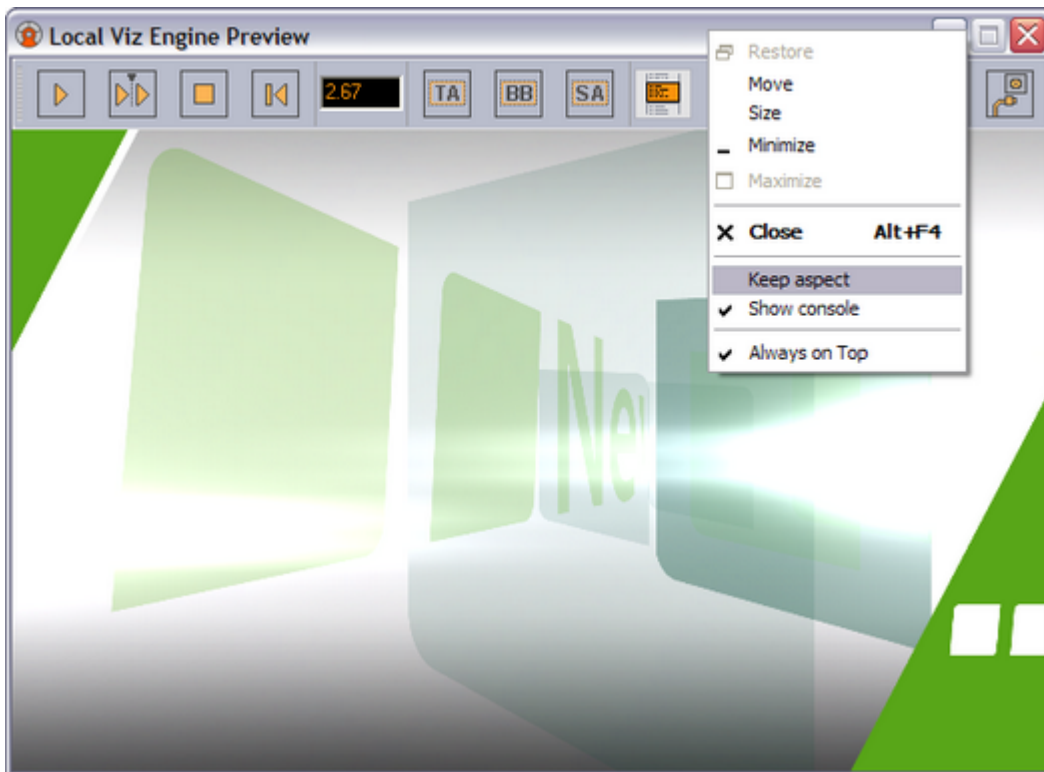 Local Viz Engine Preview
2.67
TA
BB
SA
Restore
Move
Size
Minimize
Maximize
Close Alt+F4
Keep aspect
Show console
Always on Top
Ne